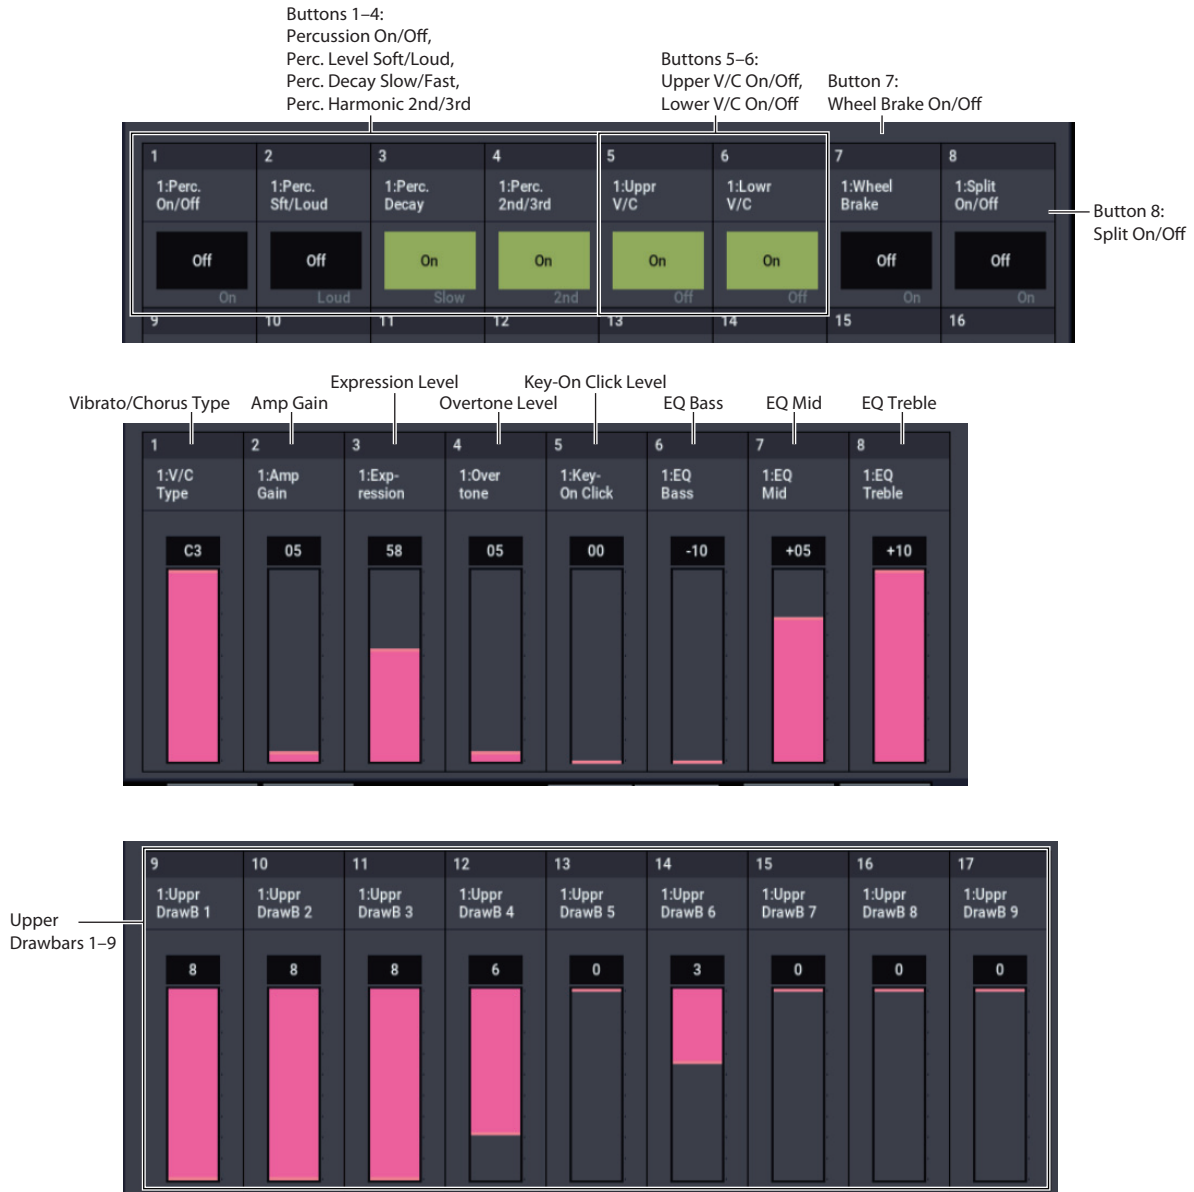 Buttons 1–4:
Percussion On/Off,
Perc. Level Soft/Loud,
Perc. Decay Slow/Fast,
Perc. Harmonic 2nd/3rd
Buttons 5–6:
Upper V/C On/Off,
Lower V/C On/Off
Button 7:
Wheel Brake On/Off
1 2 3 4 5 6 7 8
1:Perc. On/Off
1:Perc. Sft/Loud
1:Perc. Decay
1:Perc. 2nd/3rd
1:Uppr V/C
1:Lowr V/C
1:Wheel Brake
1:Split On/Off
Button 8:
Split On/Off
Off Off On On On On Off Off
On Loud Slow 2nd Off Off On On
9 10 11 12 13 14 15 16
Expression Level Key-On Click Level
Vibrato/Chorus Type Amp Gain Overtone Level EQ Bass EQ Mid EQ Treble
1 2 3 4 5 6 7 8
1:V/C Type
1:Amp Gain
1:Exp- ression
1:Over tone
1:Key- On Click
1:EQ Bass
1:EQ Mid
1:EQ Treble
C3 05 58 05 00 -10 +05 +10
9 10 11 12 13 14 15 16 17
1:Uppr 1:Uppr 1:Uppr 1:Uppr 1:Uppr 1:Uppr 1:Uppr 1:Uppr 1:Uppr
DrawB 1 DrawB 2 DrawB 3 DrawB 4 DrawB 5 DrawB 6 DrawB 7 DrawB 8 DrawB 9
Upper
Drawbars 1–9
8 8 8 6 0 3 0 0 0